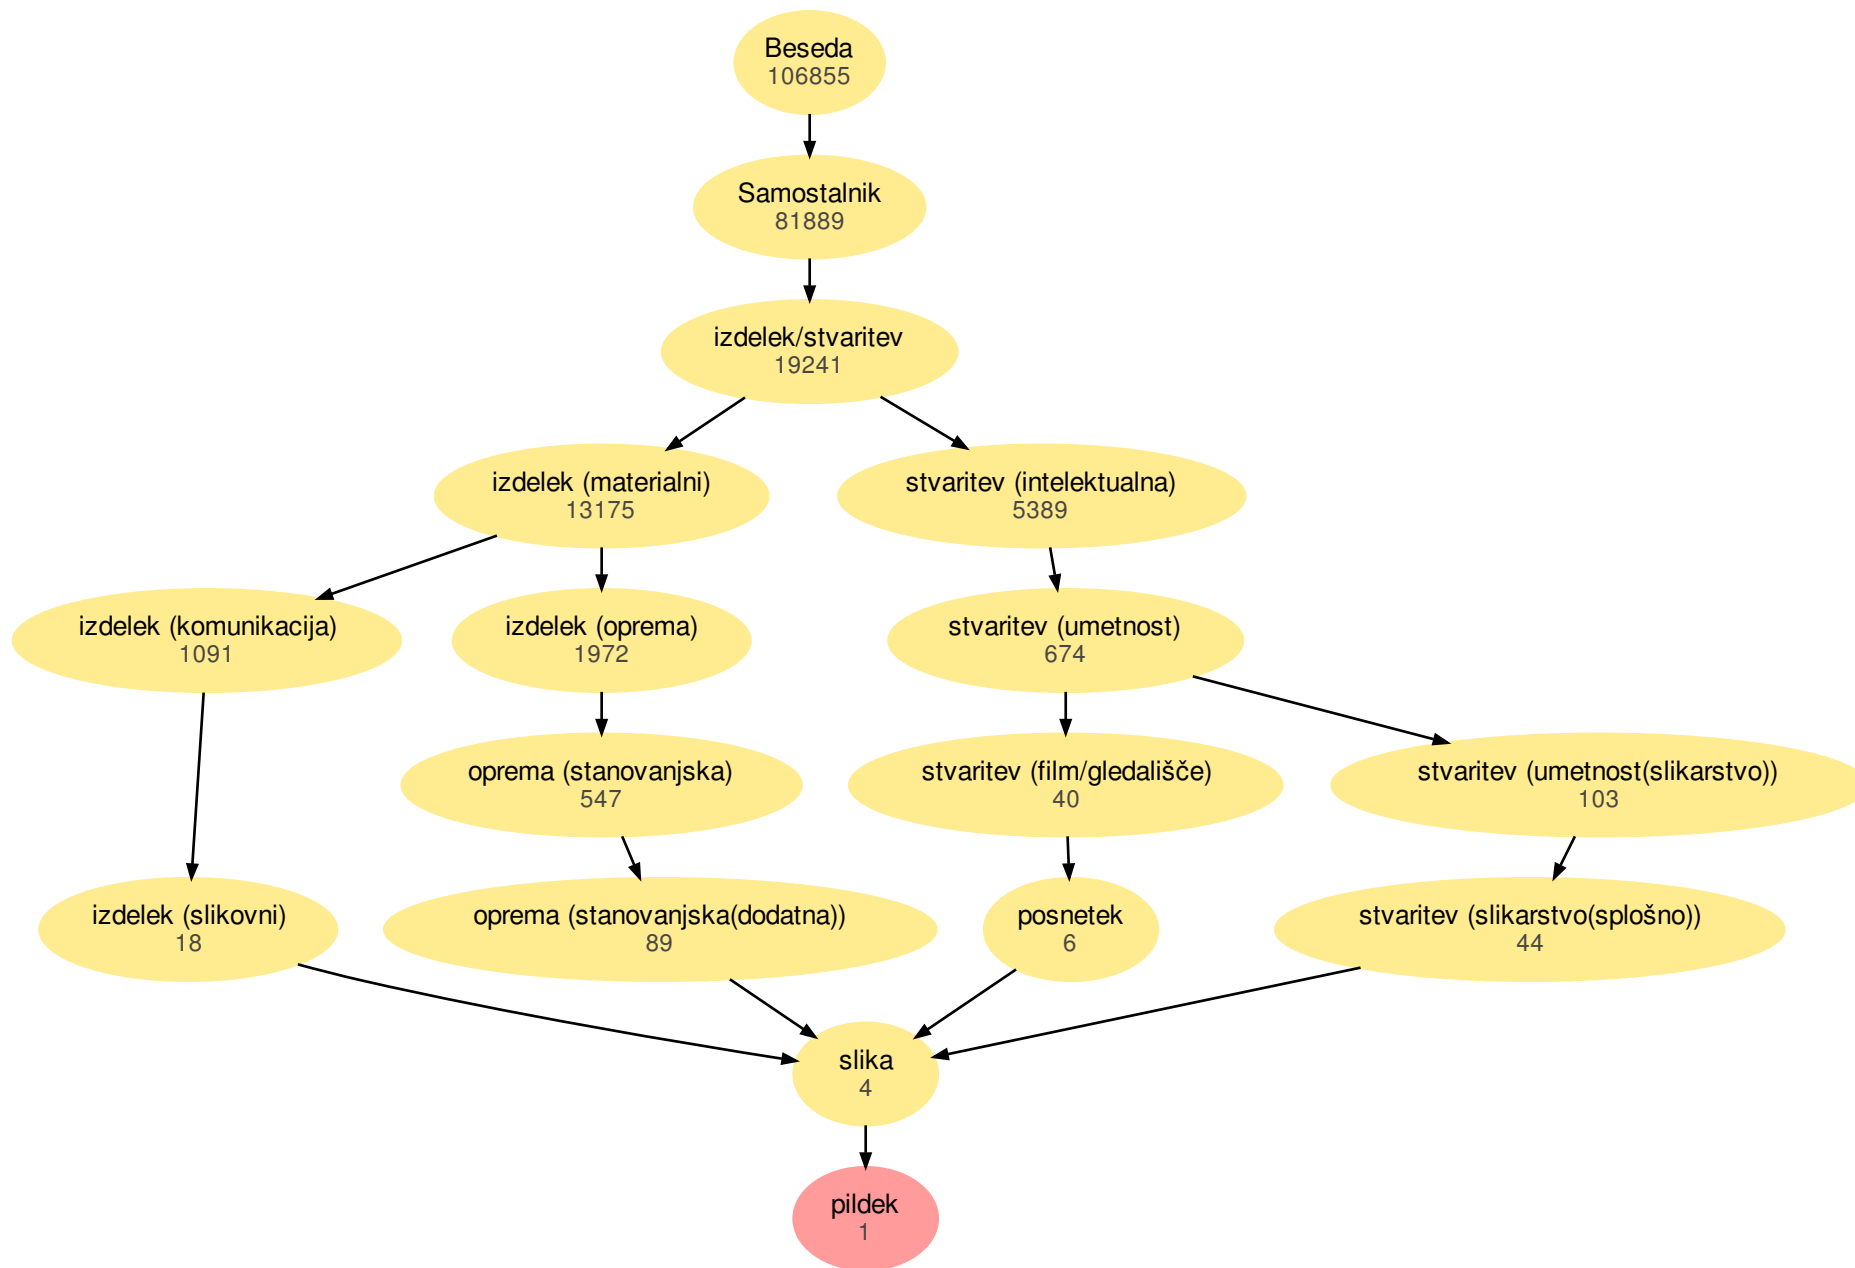 Beseda
106855
Samostalnik
81889
izdelek/stvaritev
19241
izdelek (materialni)
13175
stvaritev (intelektualna)
5389
izdelek (komunikacija)
1091
izdelek (oprema)
1972
stvaritev (umetnost)
674
oprema (stanovanjska)
547
stvaritev (film/gledališče)
40
stvaritev (umetnost(slikarstvo))
103
izdelek (slikovni)
18
oprema (stanovanjska(dodatna))
89
posnetek
6
stvaritev (slikarstvo(splošno))
44
slika
4
pildek
1